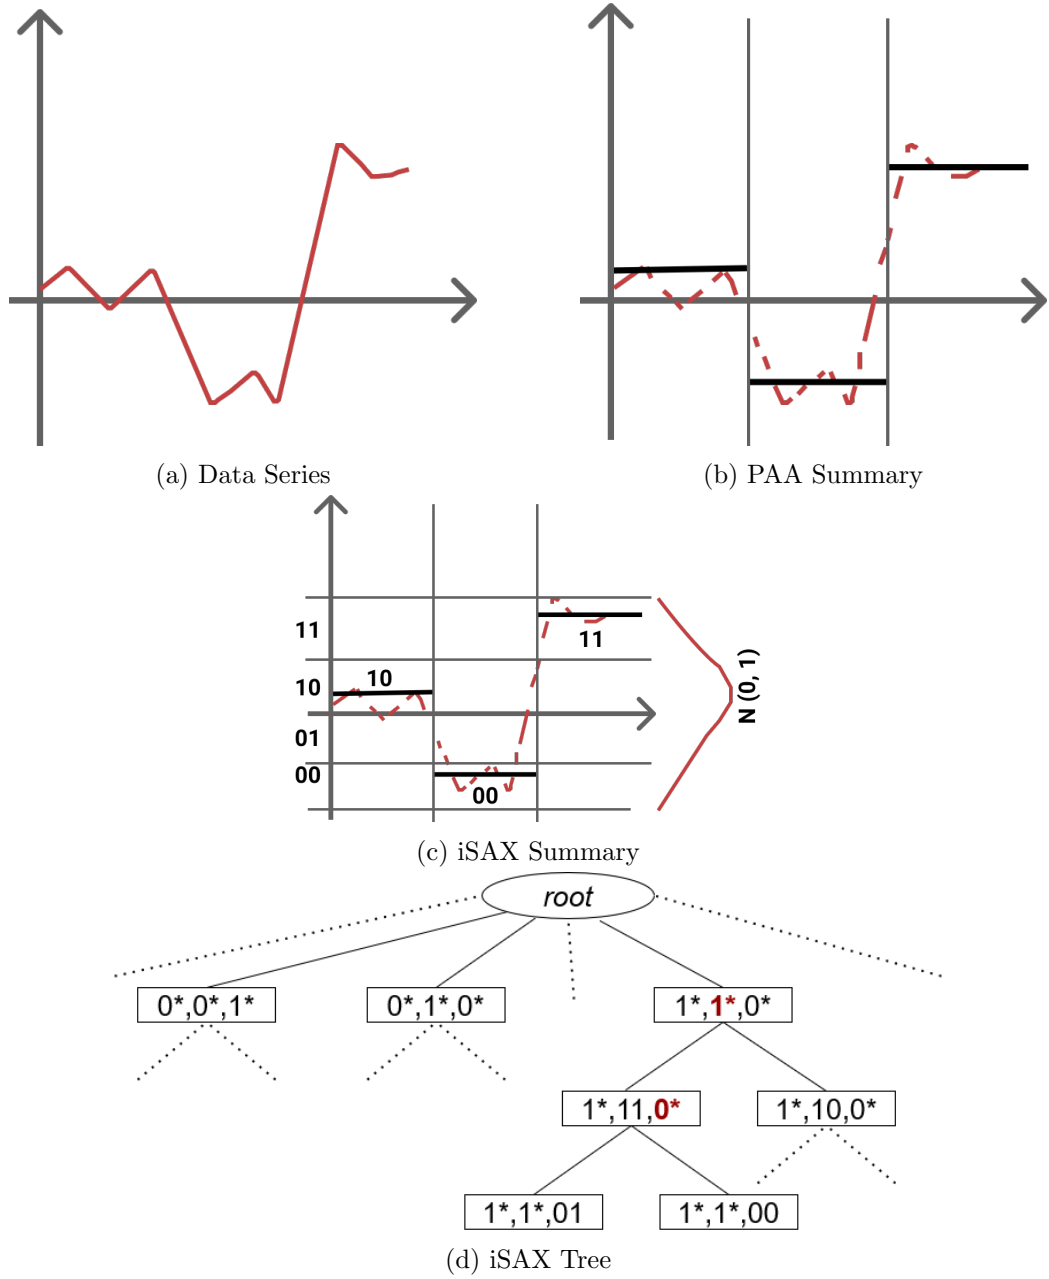 (a) Data Series
(b) PAA Summary
11
11
10
10
01
00
00
N (0, 1)
(c) iSAX Summary
root
0*,0*,1*
0*,1*,0*
1*,1*,0*
1*,11,0*
1*,10,0*
1*,1*,01
1*,1*,00
(d) iSAX Tree